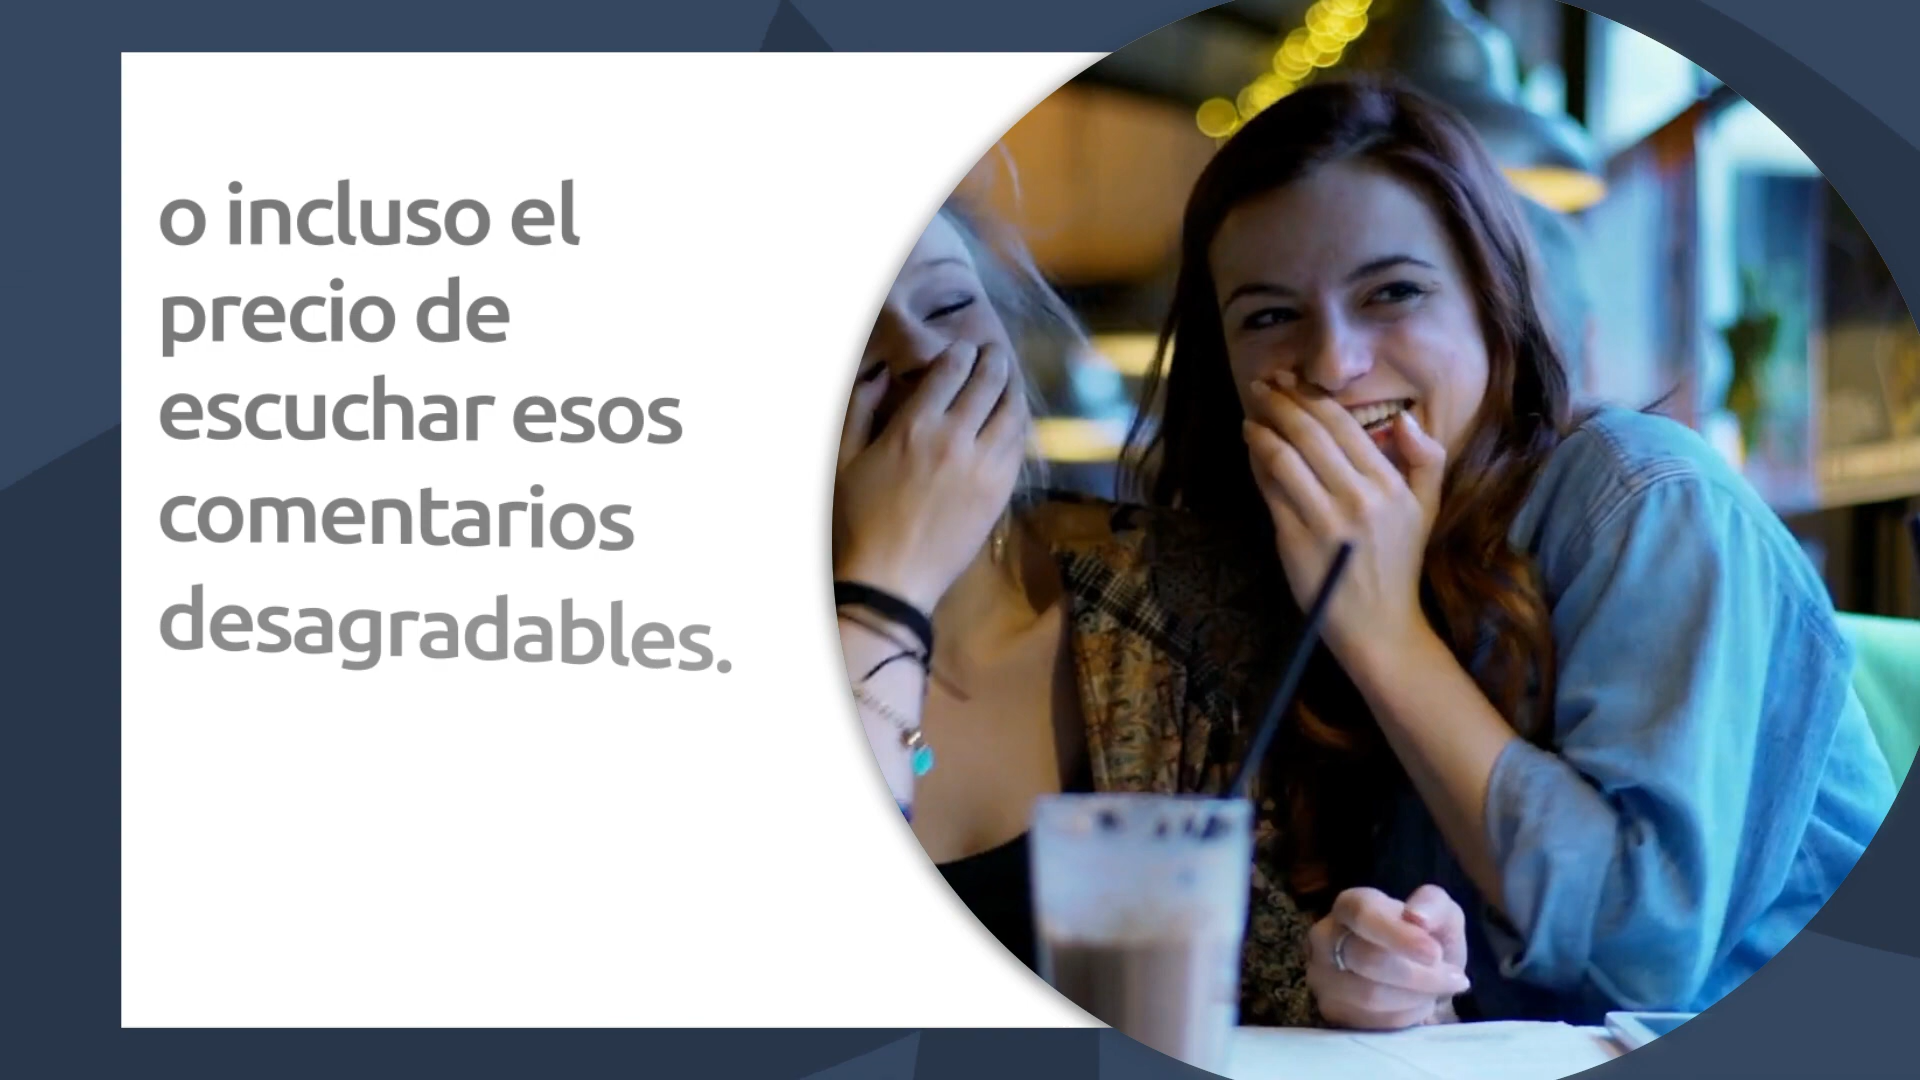 o incluso el
precio de
escuchar esos
comentarios
desagradables.